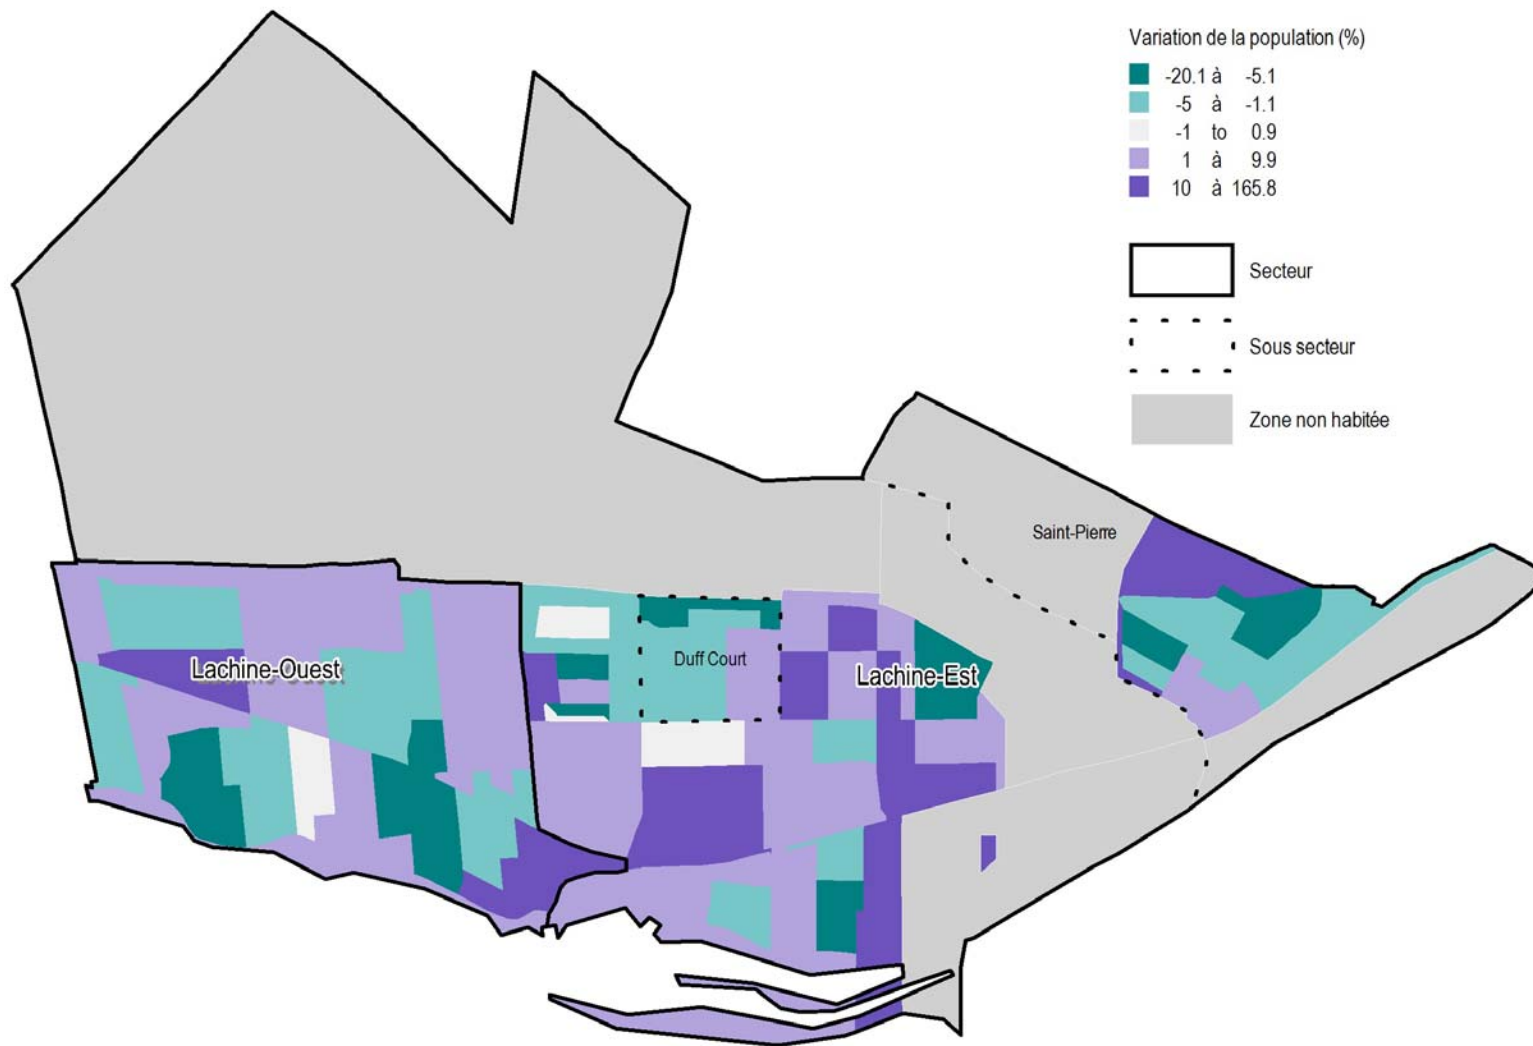 Variation de la population (%)
-20.1 à -5.1
-5 à -1.1
-1 to 0.9
1 à 9.9
10 à 165.8
Secteur
Sous secteur
Zone non habitée
Saint-Pierre
Lachine-Ouest
Duff Court
Lachine-Est